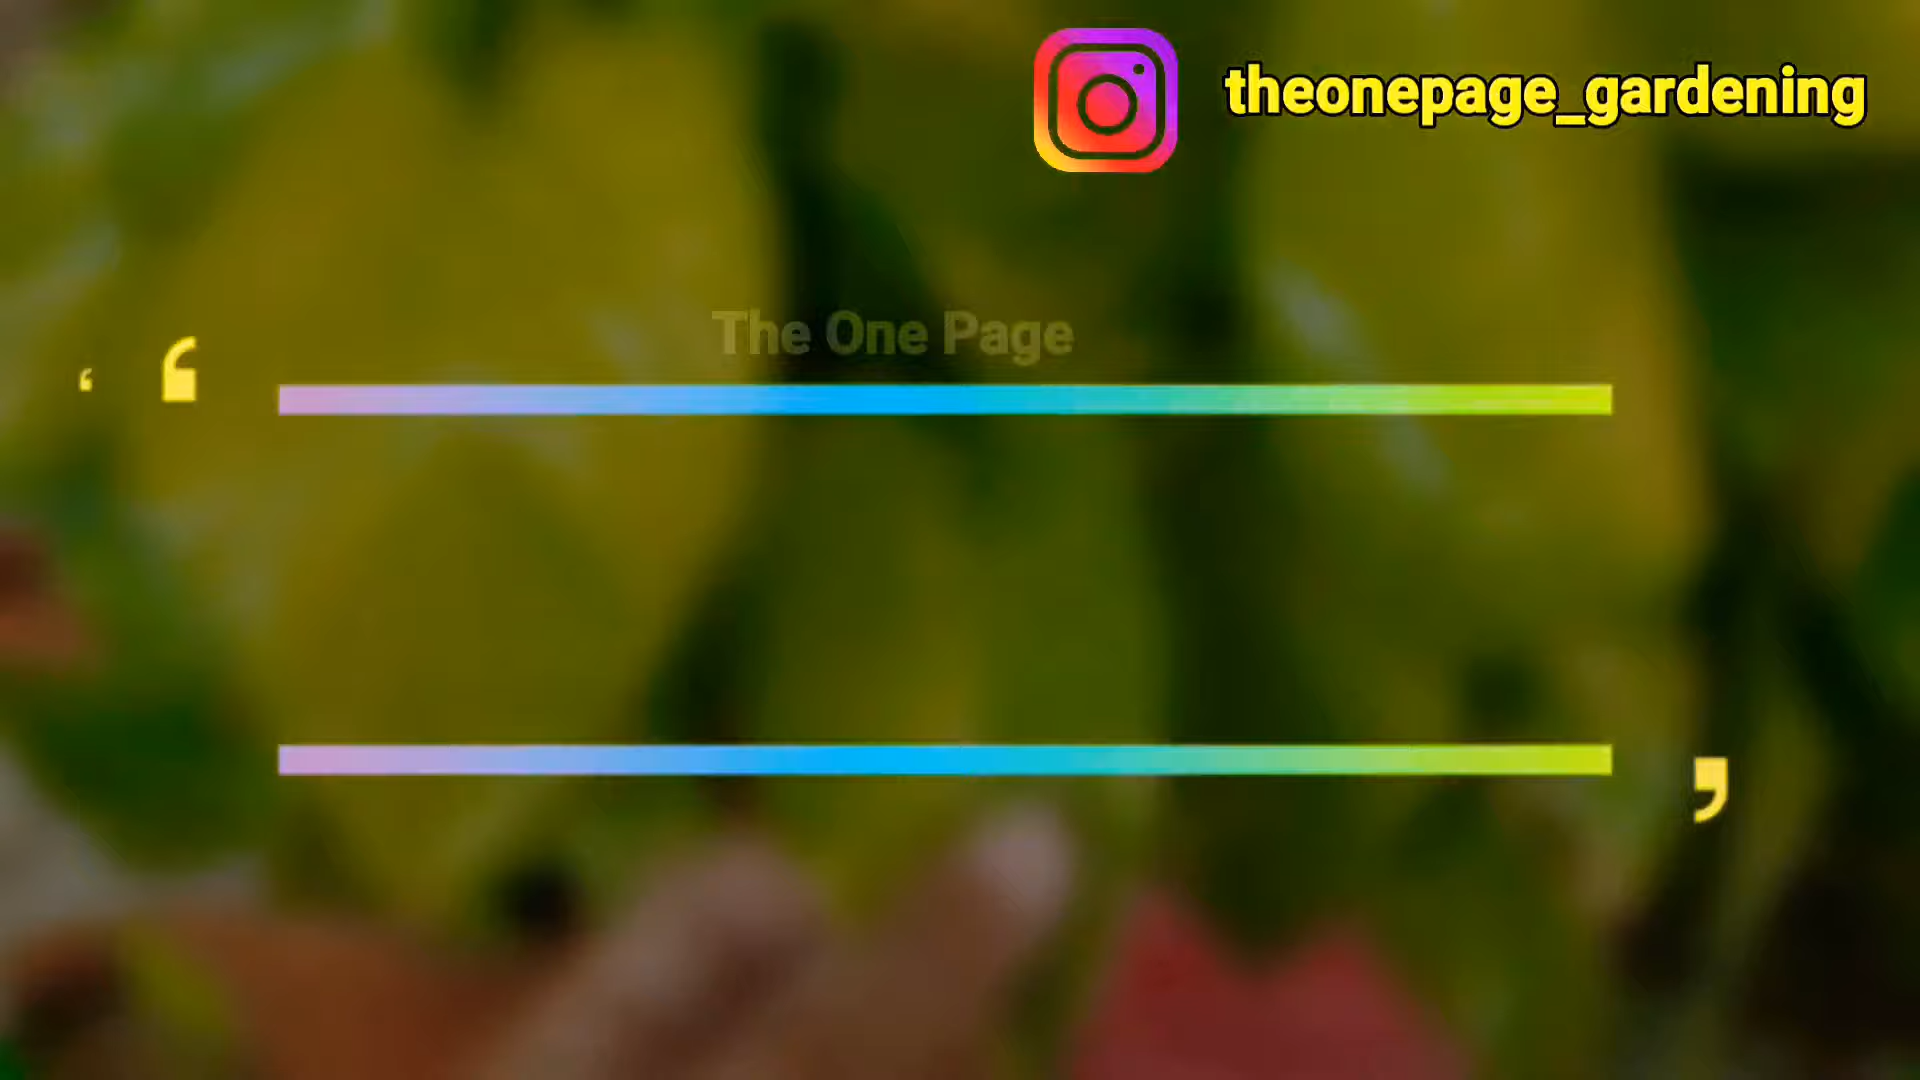 theonepage_gardening
The One Page
‘ ‘
’